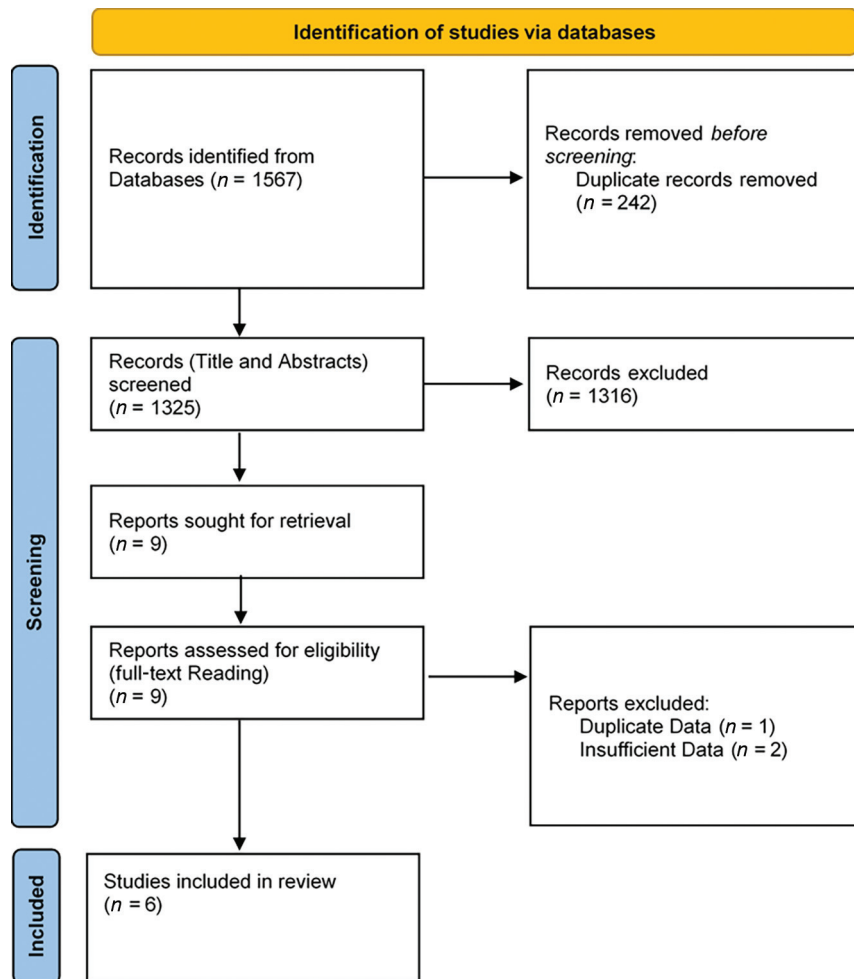 Identification of studies via databases
Identification
Records identified from
Databases (n = 1567)
Records removed before
screening:
Duplicate records removed
(n = 242)
Screening
Records (Title and Abstracts)
screened
(n = 1325)
Records excluded
(n = 1316)
Reports sought for retrieval
(n = 9)
Reports assessed for eligibility
(full-text Reading)
(n = 9)
Reports excluded:
Duplicate Data (n = 1)
Insufficient Data (n = 2)
Included
Studies included in review
(n = 6)